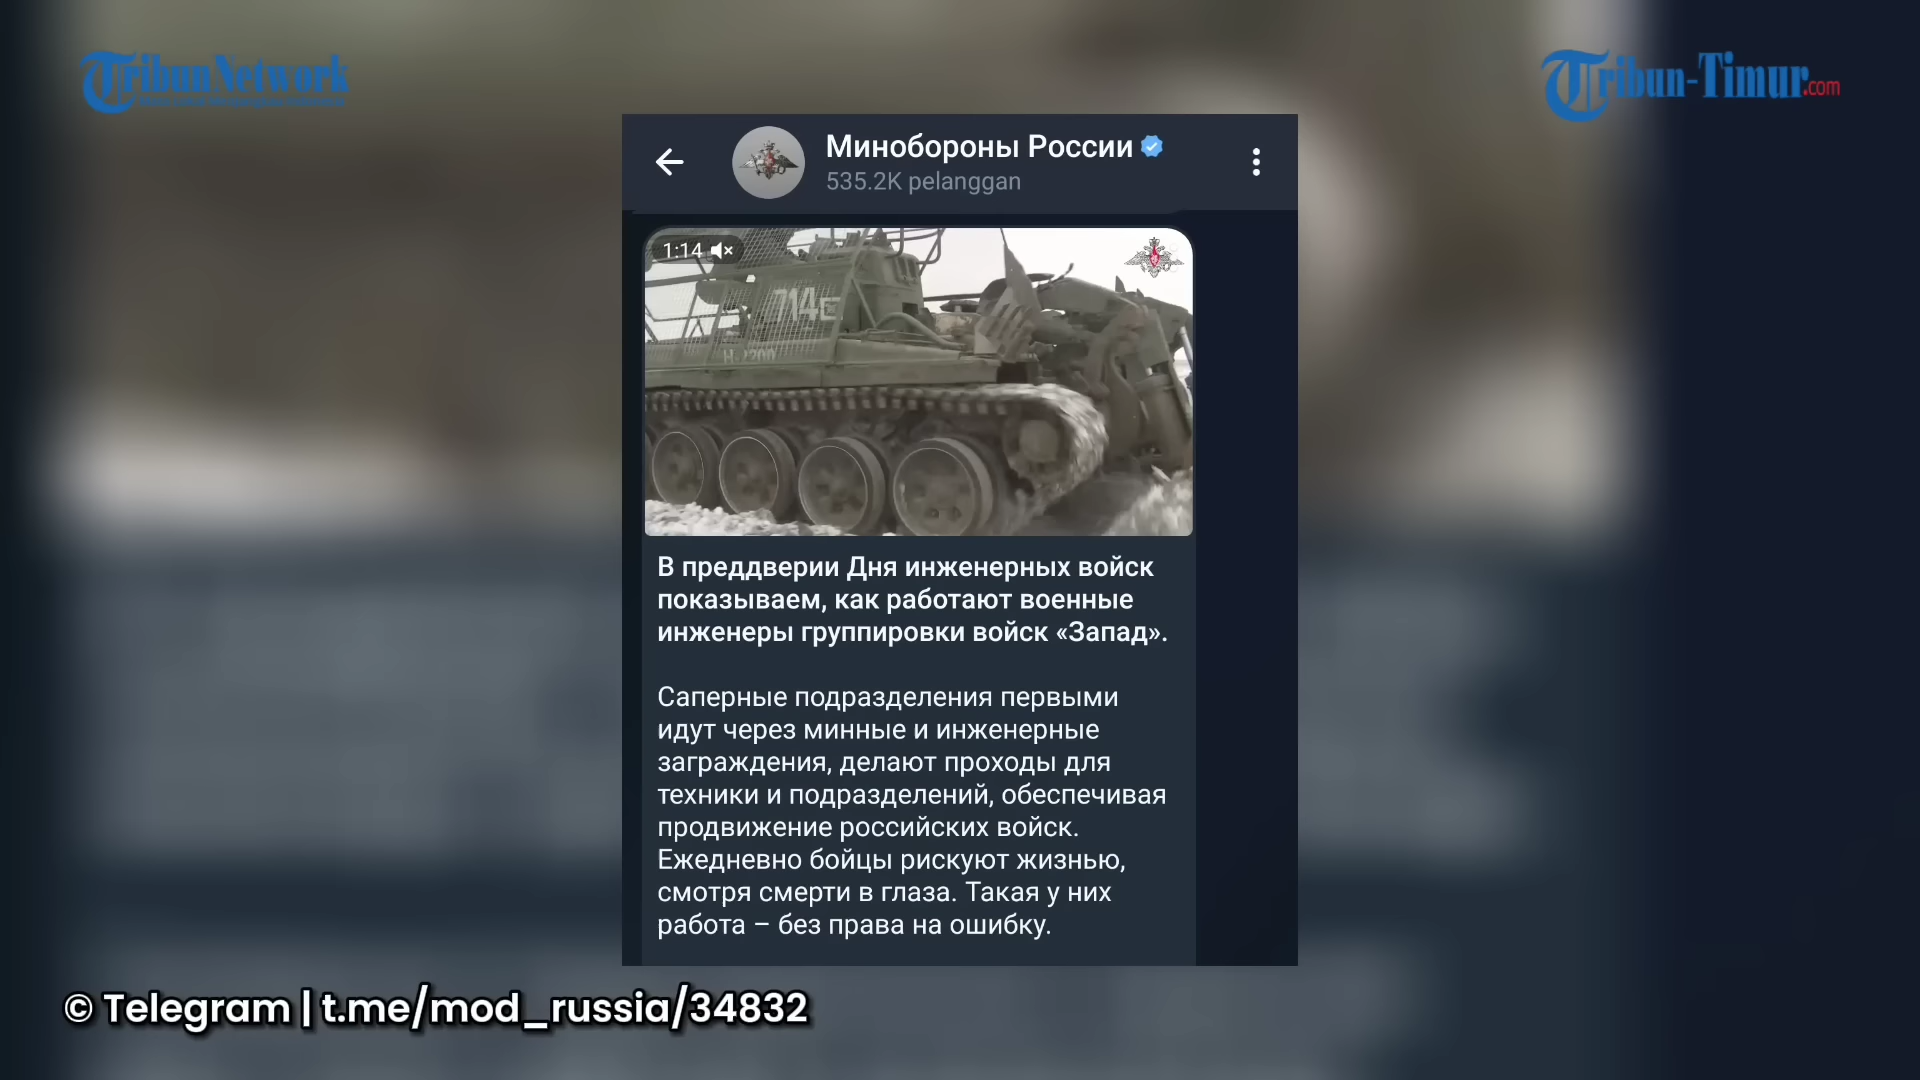 TribunNetwork
Tribun-Timur.com
Минобороны России
535.2K pelanggan
1:14
714Б
В преддверии Дня инженерных войск
показываем, как работают военные
инженеры группировки войск «Запад».
Саперные подразделения первыми
идут через минные и инженерные
заграждения, делают проходы для
техники и подразделений, обеспечивая
продвижение российских войск.
Ежедневно бойцы рискуют жизнью,
смотря смерти в глаза. Такая у них
работа – без права на ошибку.
© Telegram | t.me/mod_russia/34832